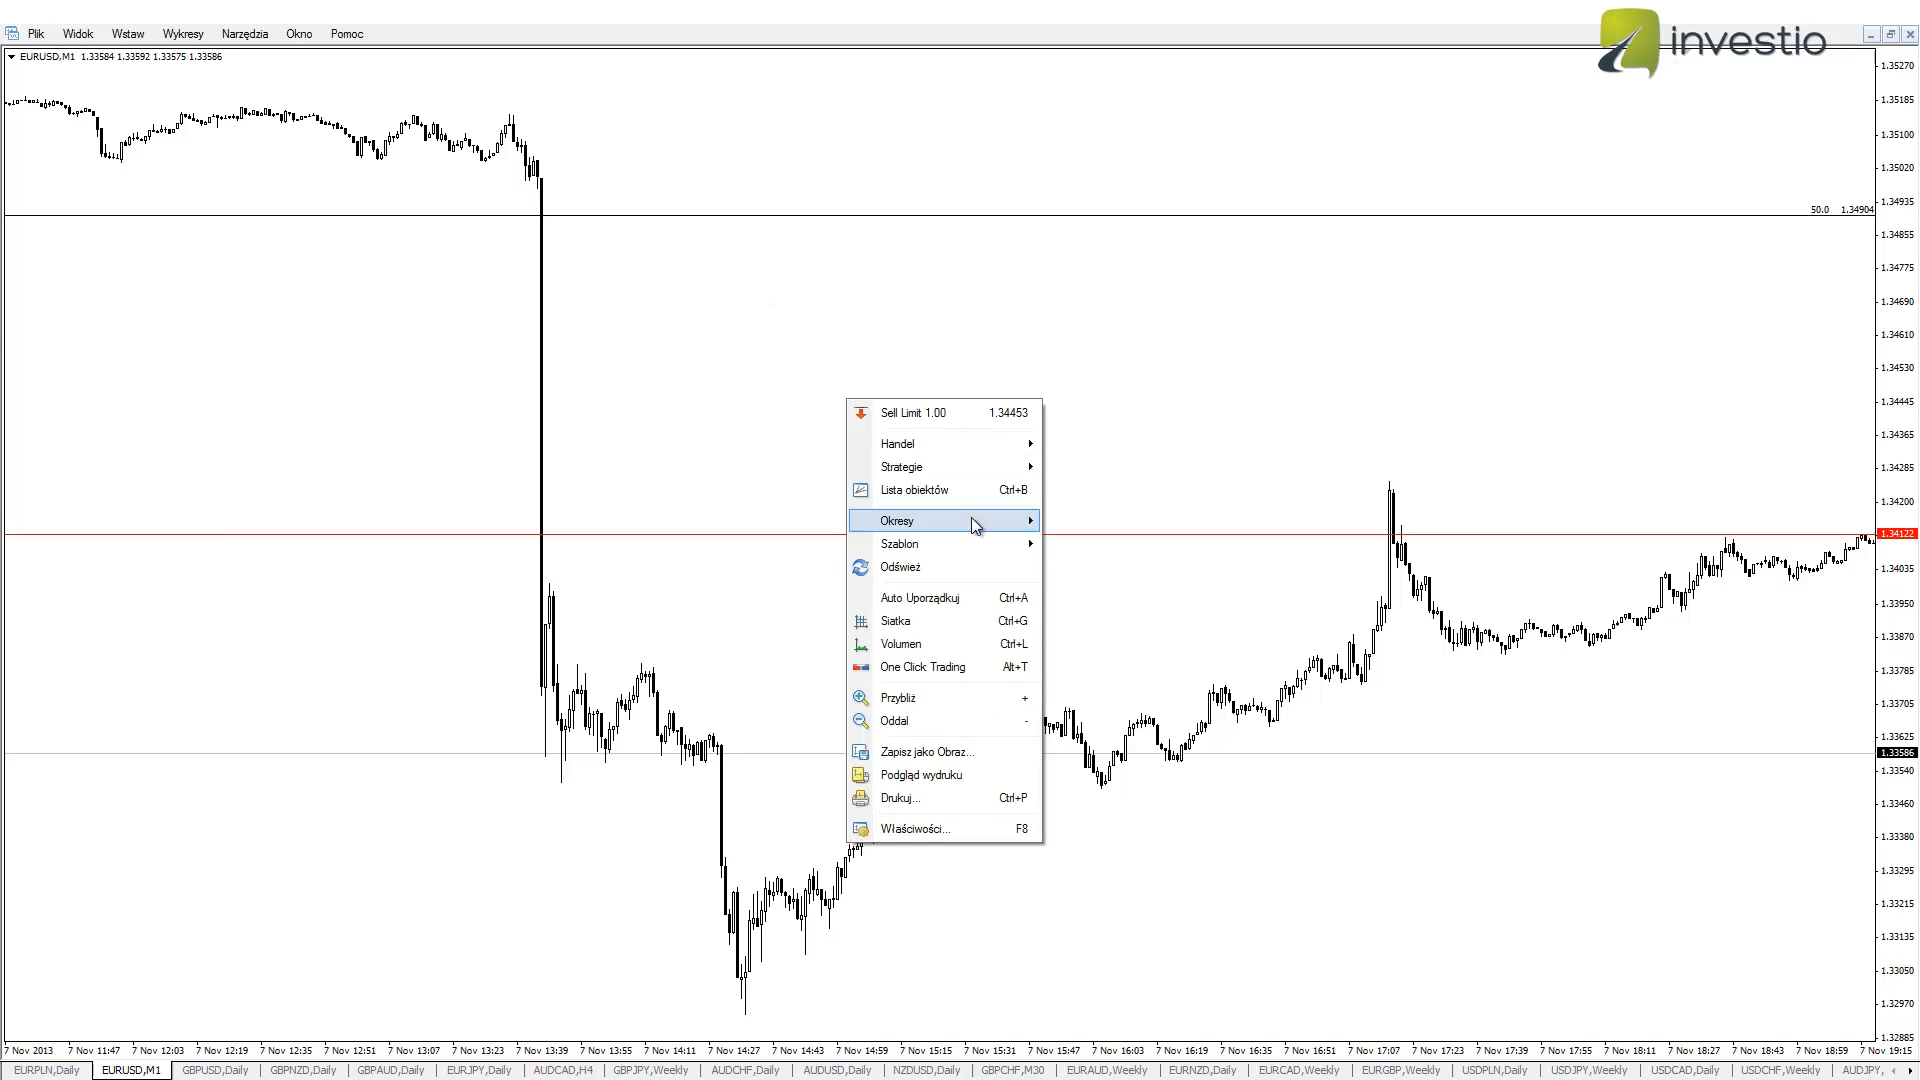 investio
Plik Widok Wstaw Wykresy Narzędzia Okno Pomoc
EURUSD,M1 1.33584 1.33592 1.33575 1.33586
1.35270
1.35185
1.35100
1.35020
1.34935
50.0 1.34904
1.34855
1.34775
1.34690
1.34610
1.34530
1.34445
1.34365
1.34285
1.34200
1.34122
1.34035
1.33950
1.33870
1.33785
1.33705
1.33625
1.33586
1.33540
1.33460
1.33380
1.33295
1.33215
1.33135
1.33050
1.32970
1.32885
Sell Limit 1.00 1.34453
Handel
Strategie
Lista obiektów Ctrl+B
Okresy
Szablon
Odśwież
Auto Uporządkuj Ctrl+A
Siatka Ctrl+G
Volumen Ctrl+L
One Click Trading Alt+T
Przybliż +
Oddal -
Zapisz jako Obraz...
Podgląd wydruku
Drukuj... Ctrl+P
Właściwości... F8
7 Nov 2013 7 Nov 11:47 7 Nov 12:03 7 Nov 12:19 7 Nov 12:35 7 Nov 12:51 7 Nov 13:07 7 Nov 13:23 7 Nov 13:39 7 Nov 13:55 7 Nov 14:11 7 Nov 14:27 7 Nov 14:43 7 Nov 14:59 7 Nov 15:15 7 Nov 15:31 7 Nov 15:47 7 Nov 16:03 7 Nov 16:19 7 Nov 16:35 7 Nov 16:51 7 Nov 17:07 7 Nov 17:23 7 Nov 17:39 7 Nov 17:55 7 Nov 18:11 7 Nov 18:27 7 Nov 18:43 7 Nov 18:59 7 Nov 19:15
EURPLN,Daily EURUSD,M1 GBPUSD,Daily GBPNZD,Daily GBPAUD,Daily EURJPY,Daily AUDCAD,H4 GBPJPY,Weekly AUDCHF,Daily AUDUSD,Daily NZDUSD,Daily GBPCHF,M30 EURAUD,Weekly EURNZD,Daily EURCAD,Weekly EURGBP,Weekly USDPLN,Daily USDJPY,Weekly USDCAD,Daily USDCHF,Weekly AUDJPY,